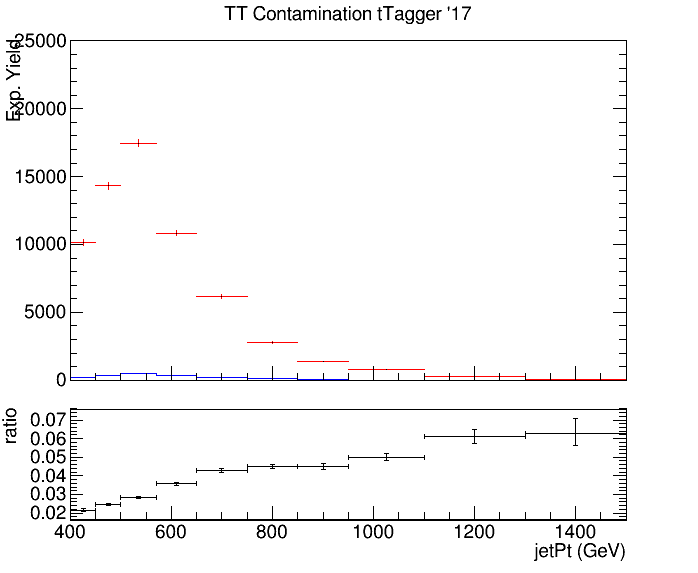 TT Contamination tTagger '17
Exp. Yield
25000
20000
15000
10000
5000
0
ratio
0.07
0.06
0.05
0.04
0.03
0.02
400 600 800 1000 1200 1400
jetPt (GeV)